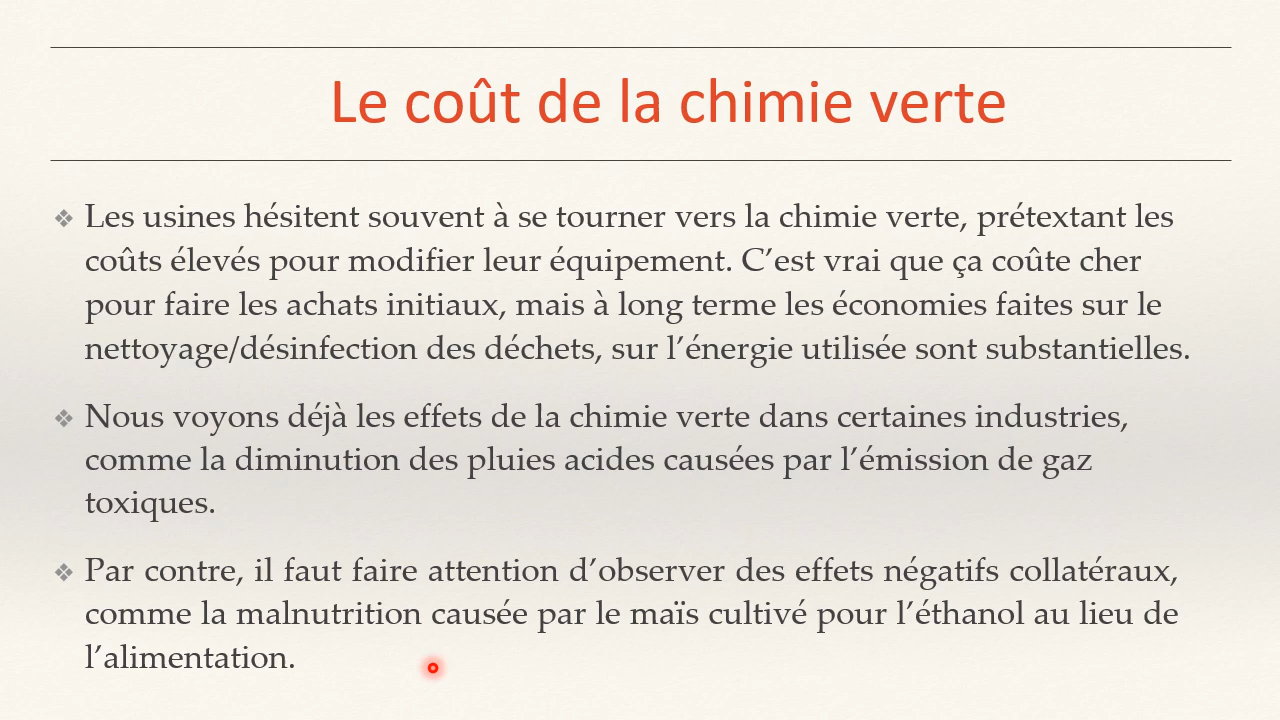 Le coût de la chimie verte
❖ Les usines hésitent souvent à se tourner vers la chimie verte, prétextant les
coûts élevés pour modifier leur équipement. C’est vrai que ça coûte cher
pour faire les achats initiaux, mais à long terme les économies faites sur le
nettoyage/désinfection des déchets, sur l’énergie utilisée sont substantielles.
❖ Nous voyons déjà les effets de la chimie verte dans certaines industries,
comme la diminution des pluies acides causées par l’émission de gaz
toxiques.
❖ Par contre, il faut faire attention d’observer des effets négatifs collatéraux,
comme la malnutrition causée par le maïs cultivé pour l’éthanol au lieu de
l’alimentation.